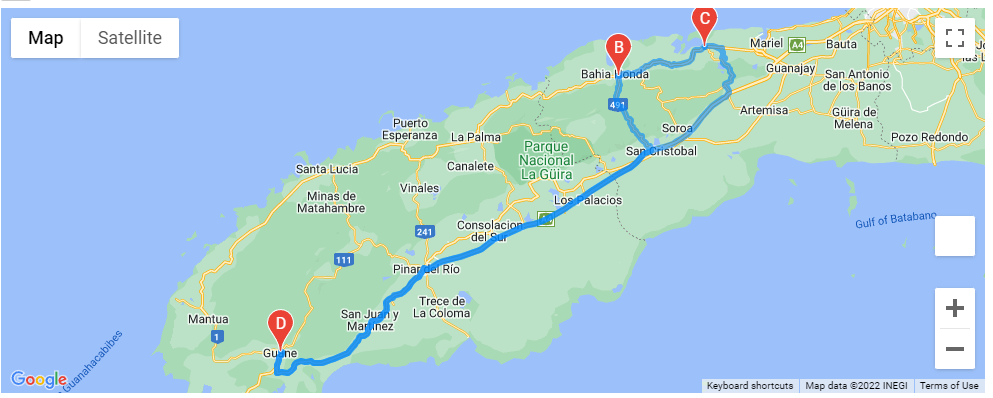 Map
Satellite
C
B
Mariel
A4
Bauta
Guanajay
San Antonio
de los Banos
Artemisa
Güira de
Melena
Pozo Redondo
491
Soroa
San Cristobal
Puerto
Esperanza
La Palma
Parque
Nacional
La Güira
Canalete
Santa Lucia
Vinales
Minas de
Matahambre
Los Palacios
Consolacion
del Sur
Gulf of Batabano
241
111
Pinar del Río
Trece de
La Coloma
San Juan y
Martinez
Mantua
1
D
Guane
Guanahacabibes
Google
Keyboard shortcuts
Map data ©2022 INEGI
Terms of Use